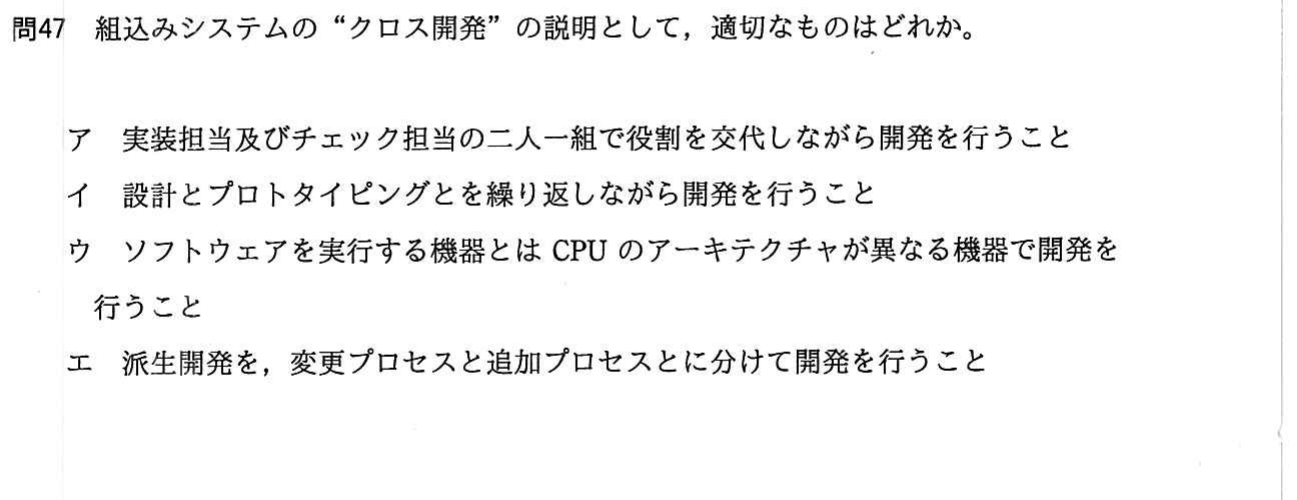 問47 組込みシステムの“クロス開発”の説明として，適切なものはどれか。
ア 実装担当及びチェック担当の二人一組で役割を交代しながら開発を行うこと
イ 設計とプロトタイピングとを繰り返しながら開発を行うこと
ウ ソフトウェアを実行する機器とは CPU のアーキテクチャが異なる機器で開発を
行うこと
エ 派生開発を，変更プロセスと追加プロセスとに分けて開発を行うこと